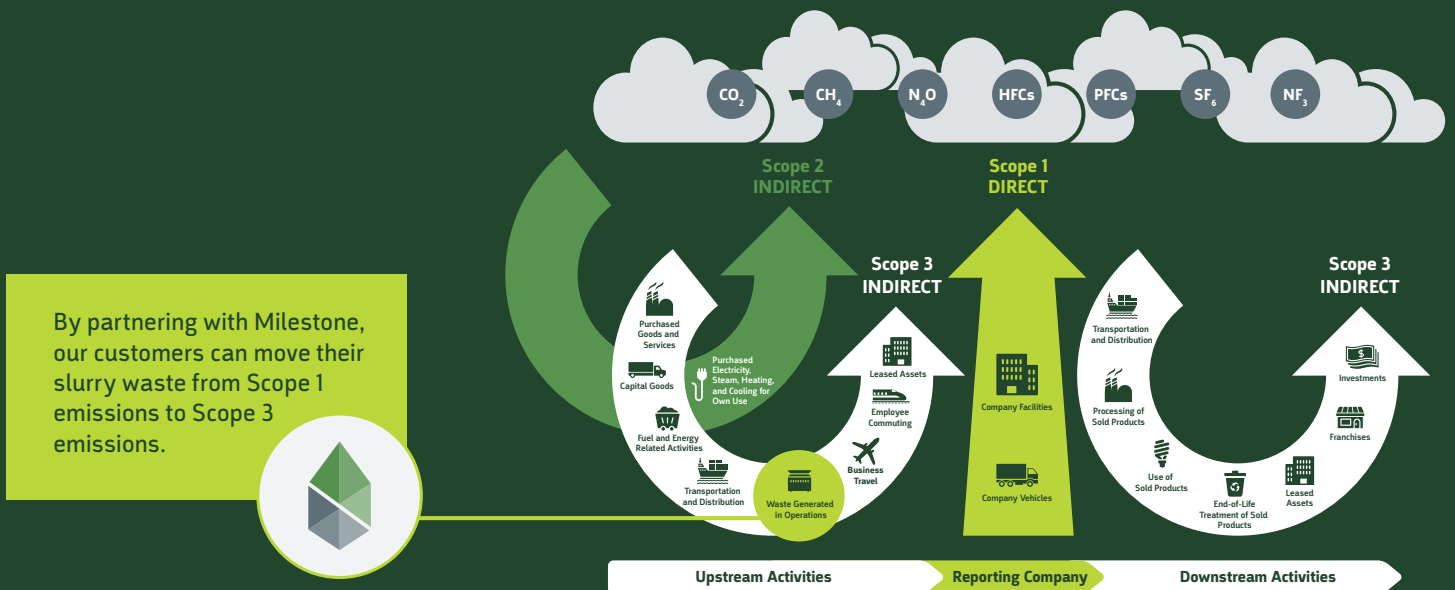 CO2
CH4
N4O
HFCs
PFCs
SF6
NF3
Scope 2
INDIRECT
Scope 1
DIRECT
Scope 3
INDIRECT
Scope 3
INDIRECT
By partnering with Milestone,
our customers can move their
slurry waste from Scope 1
emissions to Scope 3
emissions.
Purchased
Goods and
Services
Capital Goods
Fuel and Energy
Related Activities
Transportation
and Distribution
Purchased
Electricity,
Steam, Heating,
and Cooling for
Own Use
Waste Generated
in Operations
Business
Travel
Employee
Commuting
Leased Assets
Company Facilities
Company Vehicles
Transportation
and Distribution
Processing of
Sold Products
Use of
Sold Products
End-of-Life
Treatment of Sold
Products
Leased
Assets
Franchises
$
Investments
Upstream Activities
Reporting Company
Downstream Activities